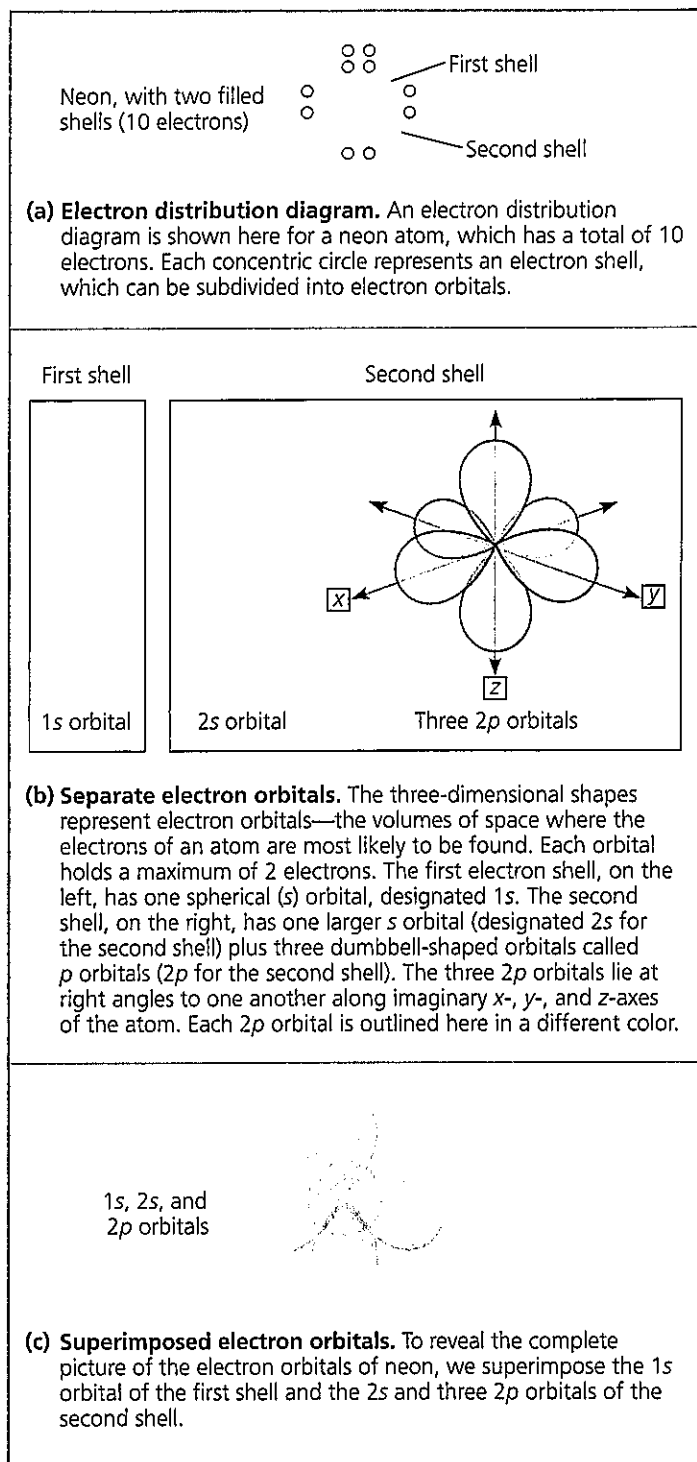 Neon, with two filled
shells (10 electrons)
First shell
Second shell
(a) Electron distribution diagram. An electron distribution
diagram is shown here for a neon atom, which has a total of 10
electrons. Each concentric circle represents an electron shell,
which can be subdivided into electron orbitals.
First shell
Second shell
x
y
z
1s orbital
2s orbital
Three 2p orbitals
(b) Separate electron orbitals. The three-dimensional shapes
represent electron orbitals—the volumes of space where the
electrons of an atom are most likely to be found. Each orbital
holds a maximum of 2 electrons. The first electron shell, on the
left, has one spherical (s) orbital, designated 1s. The second
shell, on the right, has one larger s orbital (designated 2s for
the second shell) plus three dumbbell-shaped orbitals called
p orbitals (2p for the second shell). The three 2p orbitals lie at
right angles to one another along imaginary x-, y-, and z-axes
of the atom. Each 2p orbital is outlined here in a different color.
1s, 2s, and
2p orbitals
(c) Superimposed electron orbitals. To reveal the complete
picture of the electron orbitals of neon, we superimpose the 1s
orbital of the first shell and the 2s and three 2p orbitals of the
second shell.